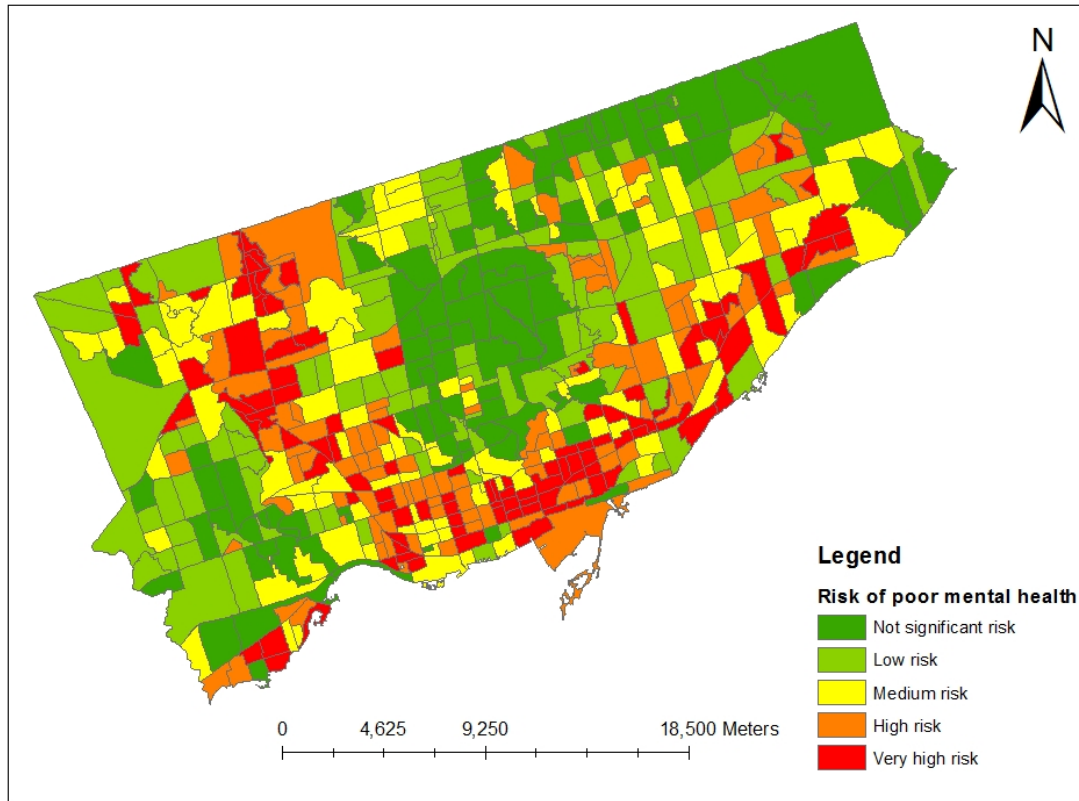 N
Legend
Risk of poor mental health
Not significant risk
Low risk
Medium risk
High risk
Very high risk
0 4,625 9,250 18,500 Meters